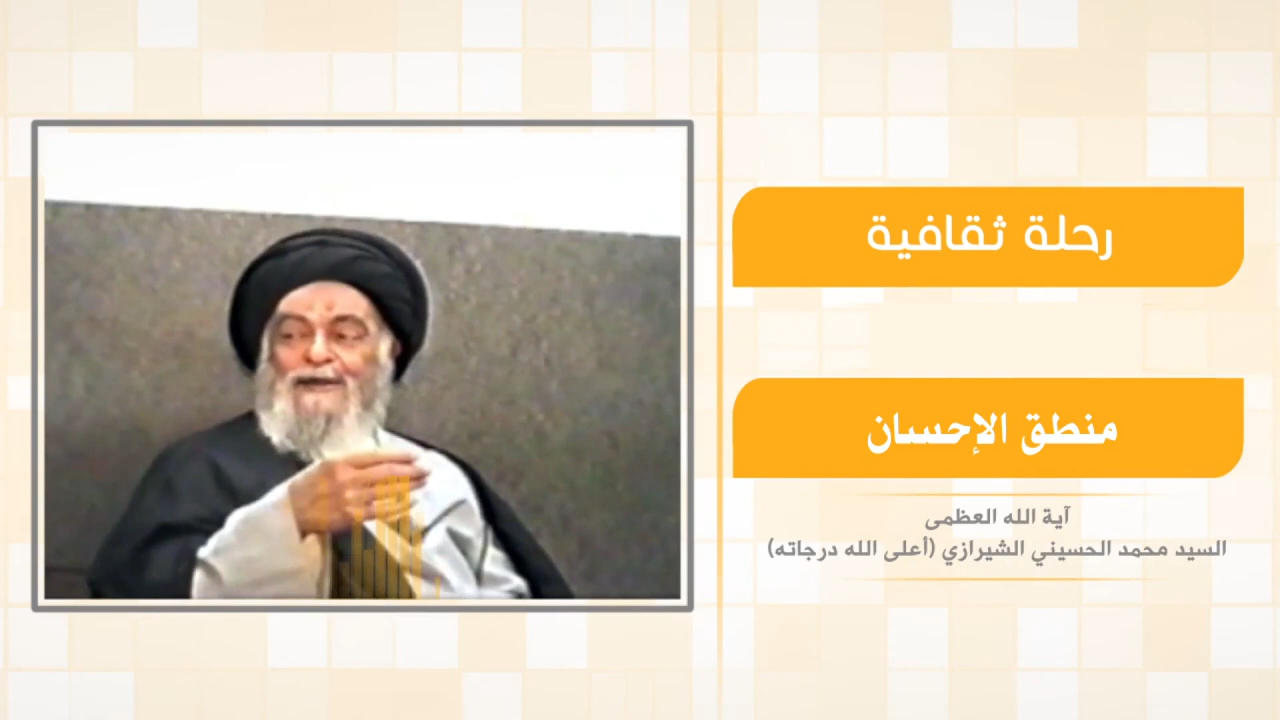 رحلة ثقافية
منطق الإحسان
آية الله العظمى
السيد محمد الحسيني الشيرازي (أعلى الله درجاته)